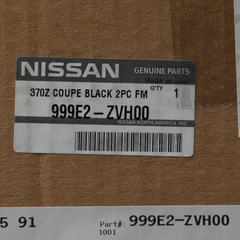 NISSAN
GENUINE PARTS
370Z COUPE BLACK 2PC FM
Q'TY
1
999E2-ZVH00
NISSAN NORTH AMERICA, INC
5 91
Part#: 999E2-ZVH00
1001